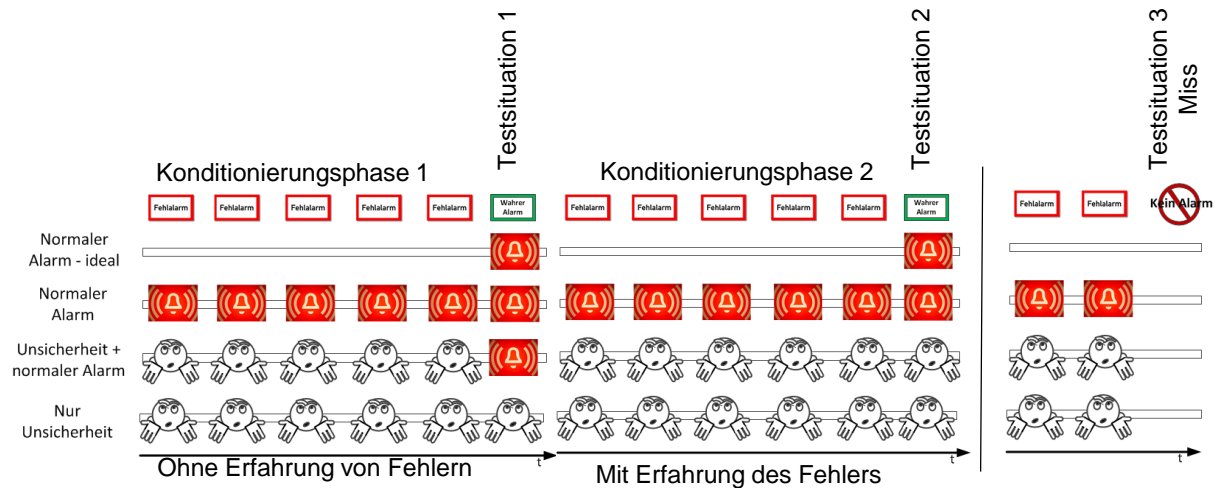 Testsituation 1
Testsituation 2
Testsituation 3
Miss
Konditionierungsphase 1
Konditionierungsphase 2
Fehlalarm
Fehlalarm
Fehlalarm
Fehlalarm
Fehlalarm
Wahrer
Alarm
Fehlalarm
Fehlalarm
Fehlalarm
Fehlalarm
Fehlalarm
Wahrer
Alarm
Fehlalarm
Fehlalarm
Kein Alarm
Normaler
Alarm - ideal
Normaler
Alarm
Unsicherheit +
normaler Alarm
Nur
Unsicherheit
t
t
t
Ohne Erfahrung von Fehlern
Mit Erfahrung des Fehlers